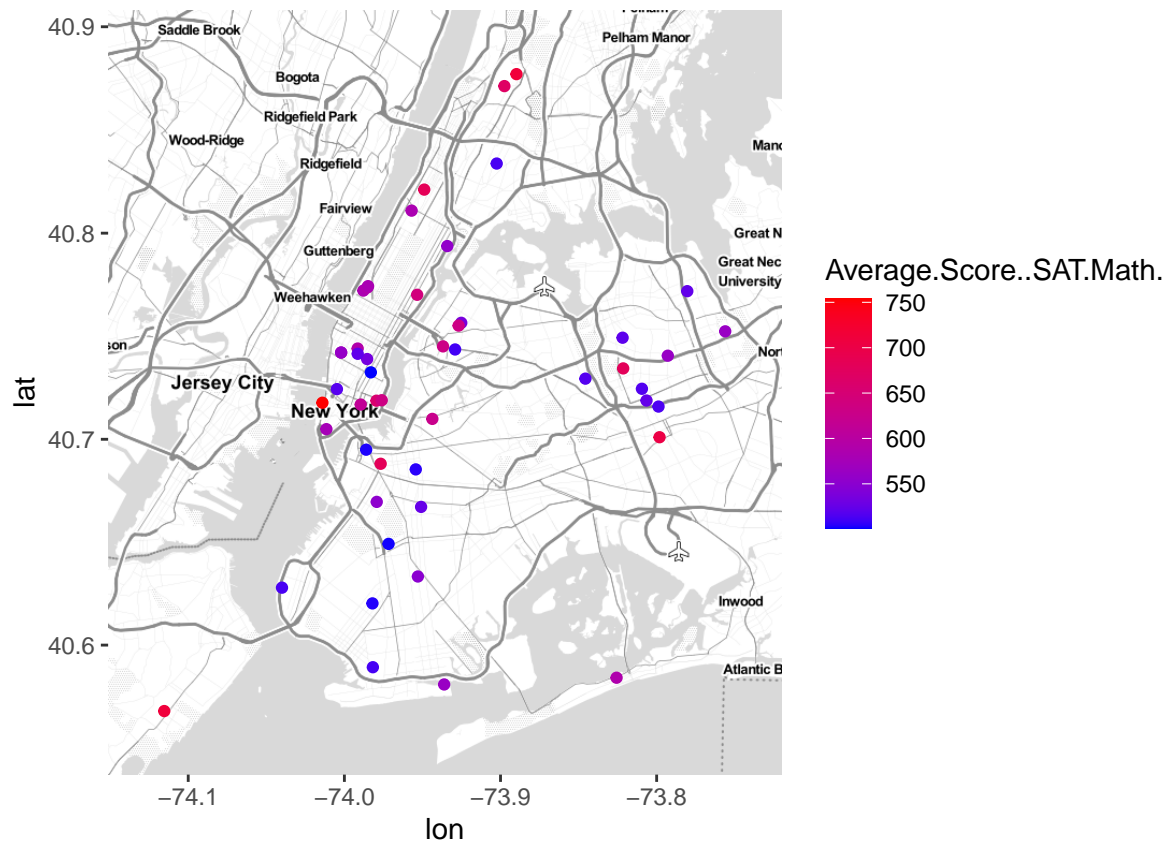 Pelham
40.9
Saddle Brook
Pelham Manor
Bogota
Ridgefield Park
Wood-Ridge
Ridgefield
Fairview
40.8
Great N
Guttenberg
Great Nec
University
Average.Score..SAT.Math.
Weehawken
750
700
650
600
550
Nort
Jersey City
New York
40.7
Inwood
40.6
Atlantic B
−74.1
−74.0
−73.9
−73.8
lon
lat